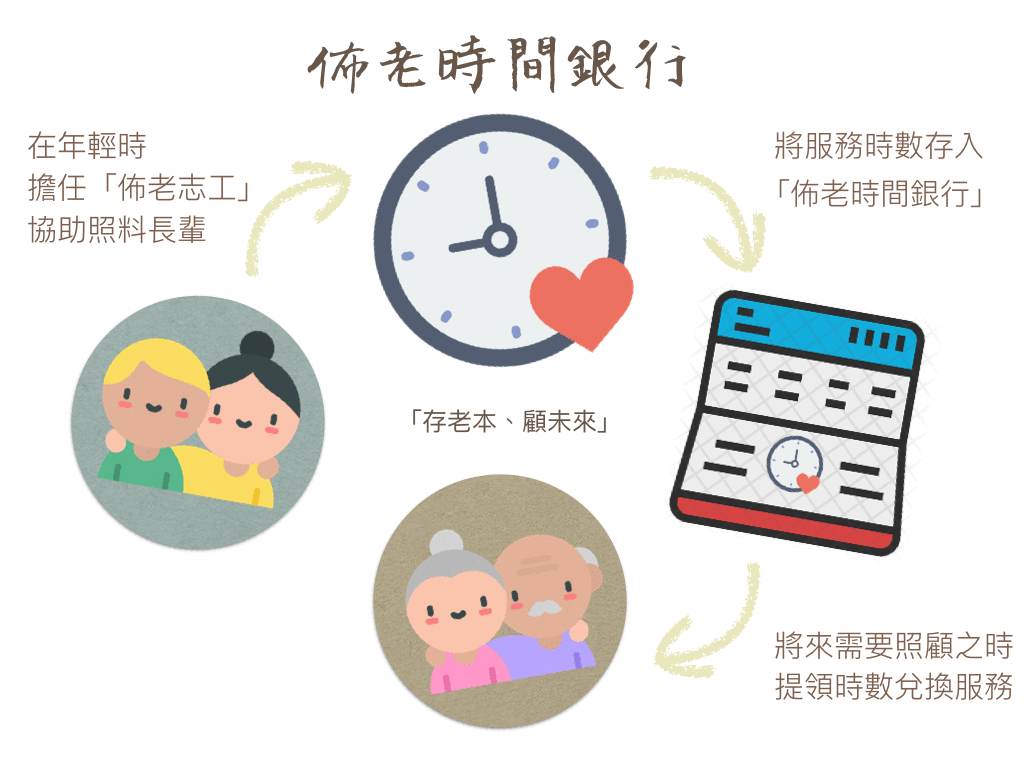 佈老時間銀行
在年輕時
擔任「佈老志工」
協助照料長輩
將服務時數存入
「佈老時間銀行」
「存老本、顧未來」
將來需要照顧之時
提領時數兌換服務